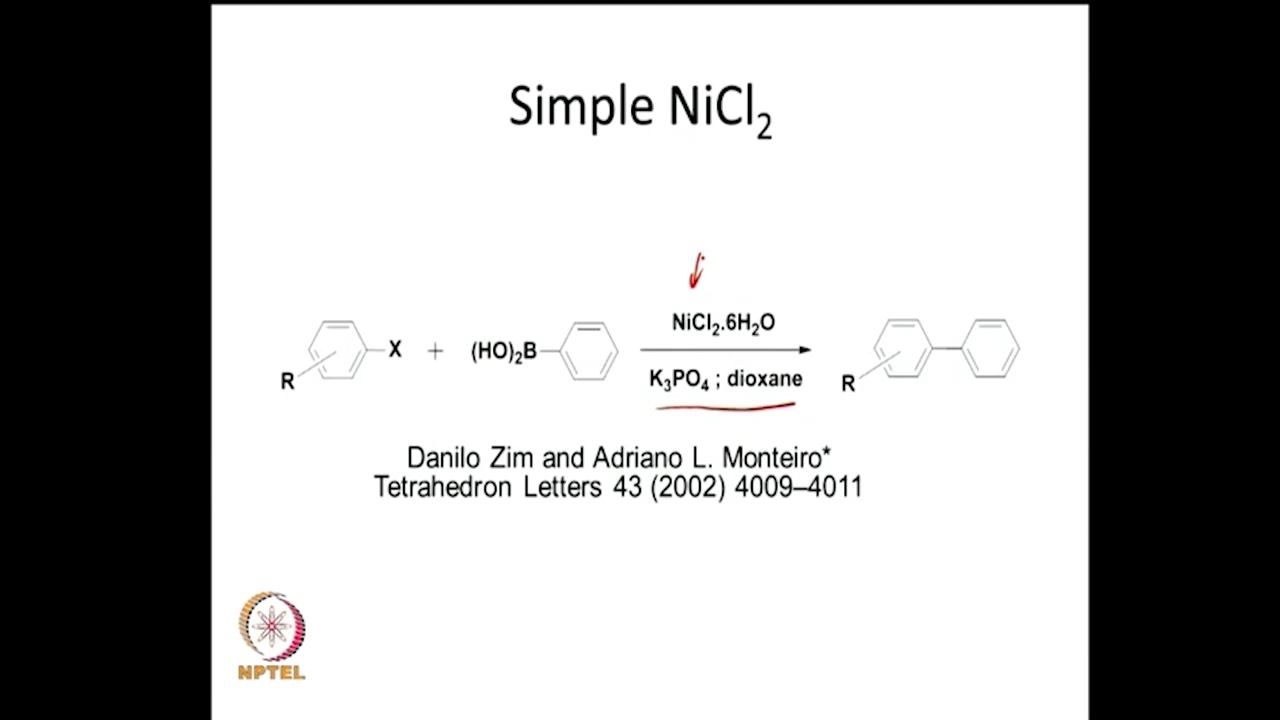 Simple NiCl₂
NiCl₂.6H₂O
R X + (HO)₂B
K₃PO₄ ; dioxane
R
Danilo Zim and Adriano L. Monteiro*
Tetrahedron Letters 43 (2002) 4009–4011
NPTEL